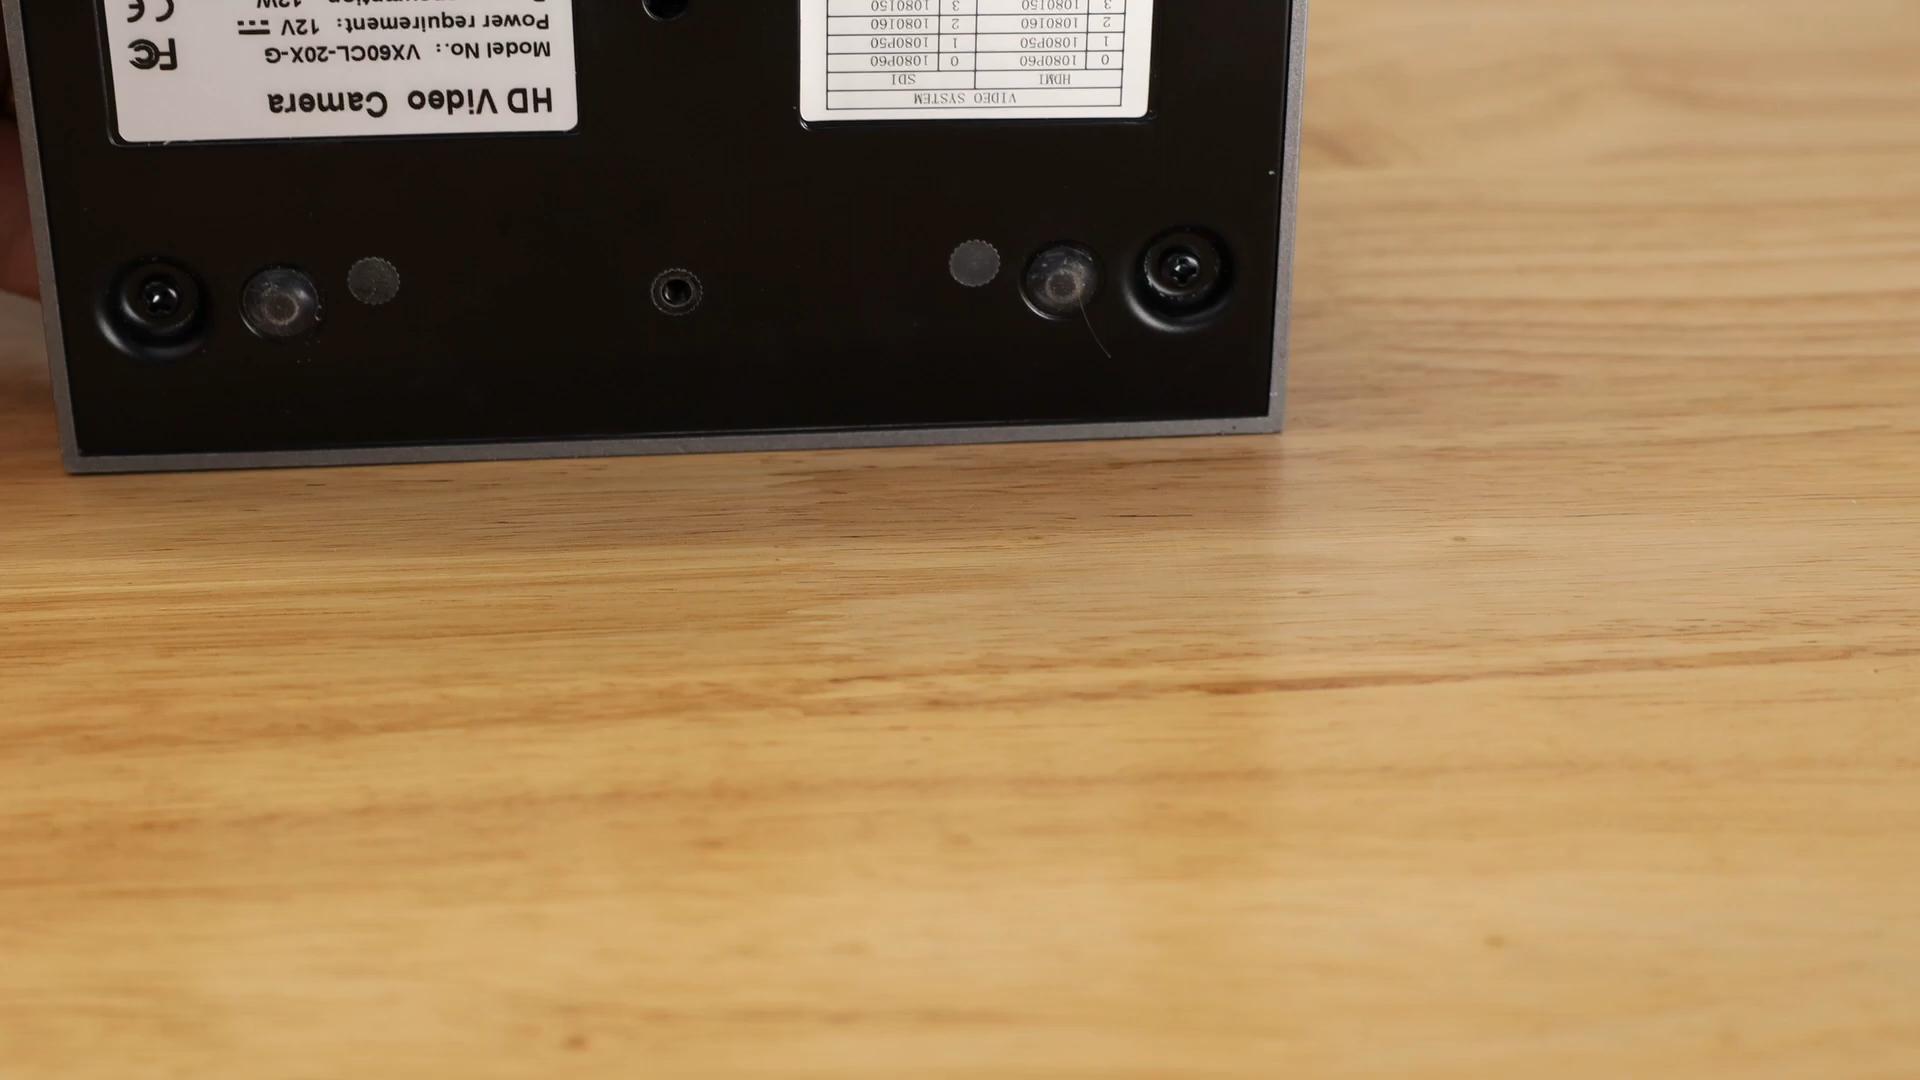 HD Video Camera
Model No.: VX60CL-20X-G
Power requirement: 12V
12W
FC CE
VIDEO SYSTEM
HDMI SDI
0 1080P60 0 1080P60
1 1080P50 1 1080P50
2 1080I60 2 1080I60
3 1080I50 3 1080I50